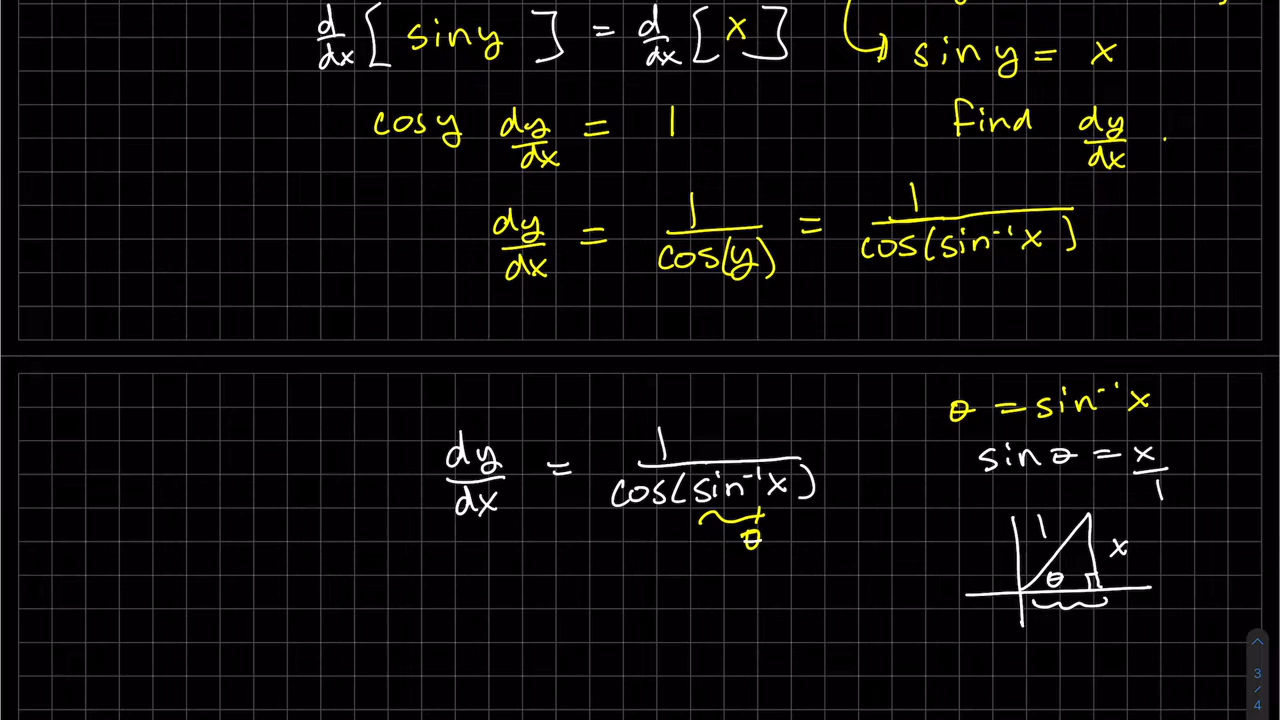 d/dx [ sin y ] = d/dx [ x ]
sin y = x
cos y dy/dx = 1
Find dy/dx .
dy/dx = 1/cos(y) = 1/cos(sin⁻¹ x)
θ = sin⁻¹ x
sin θ = x/1
dy/dx = 1/cos(sin⁻¹ x)
θ
1
x
θ
3
/
4